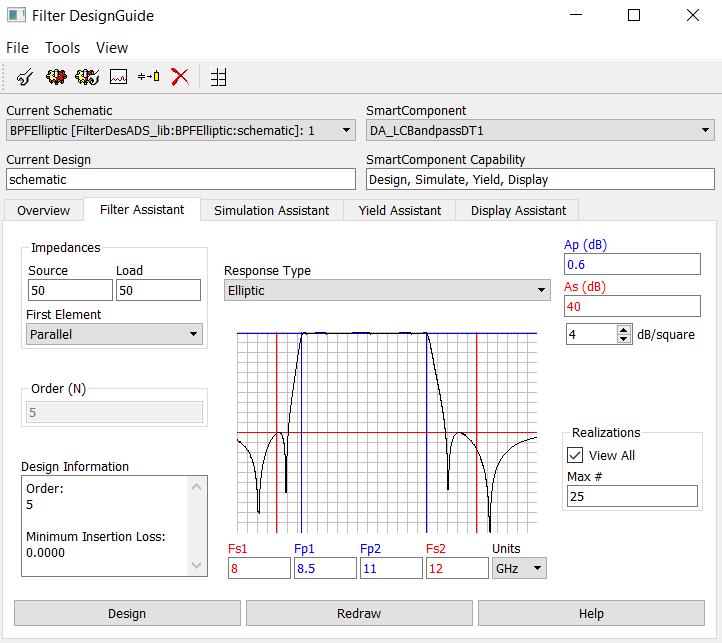 Filter DesignGuide
File Tools View
Current Schematic
SmartComponent
BPFElliptic [FilterDesADS_lib:BPFElliptic:schematic]: 1
DA_LCBandpassDT1
Current Design
SmartComponent Capability
schematic
Design, Simulate, Yield, Display
Overview
Filter Assistant
Simulation Assistant
Yield Assistant
Display Assistant
Impedances
Source
Load
50
50
First Element
Parallel
Order (N)
5
Design Information
Order:
5
Minimum Insertion Loss:
0.0000
Response Type
Elliptic
Fs1
Fp1
Fp2
Fs2
Units
8
8.5
11
12
GHz
Ap (dB)
0.6
As (dB)
40
4
dB/square
Realizations
View All
Max #
25
Design
Redraw
Help